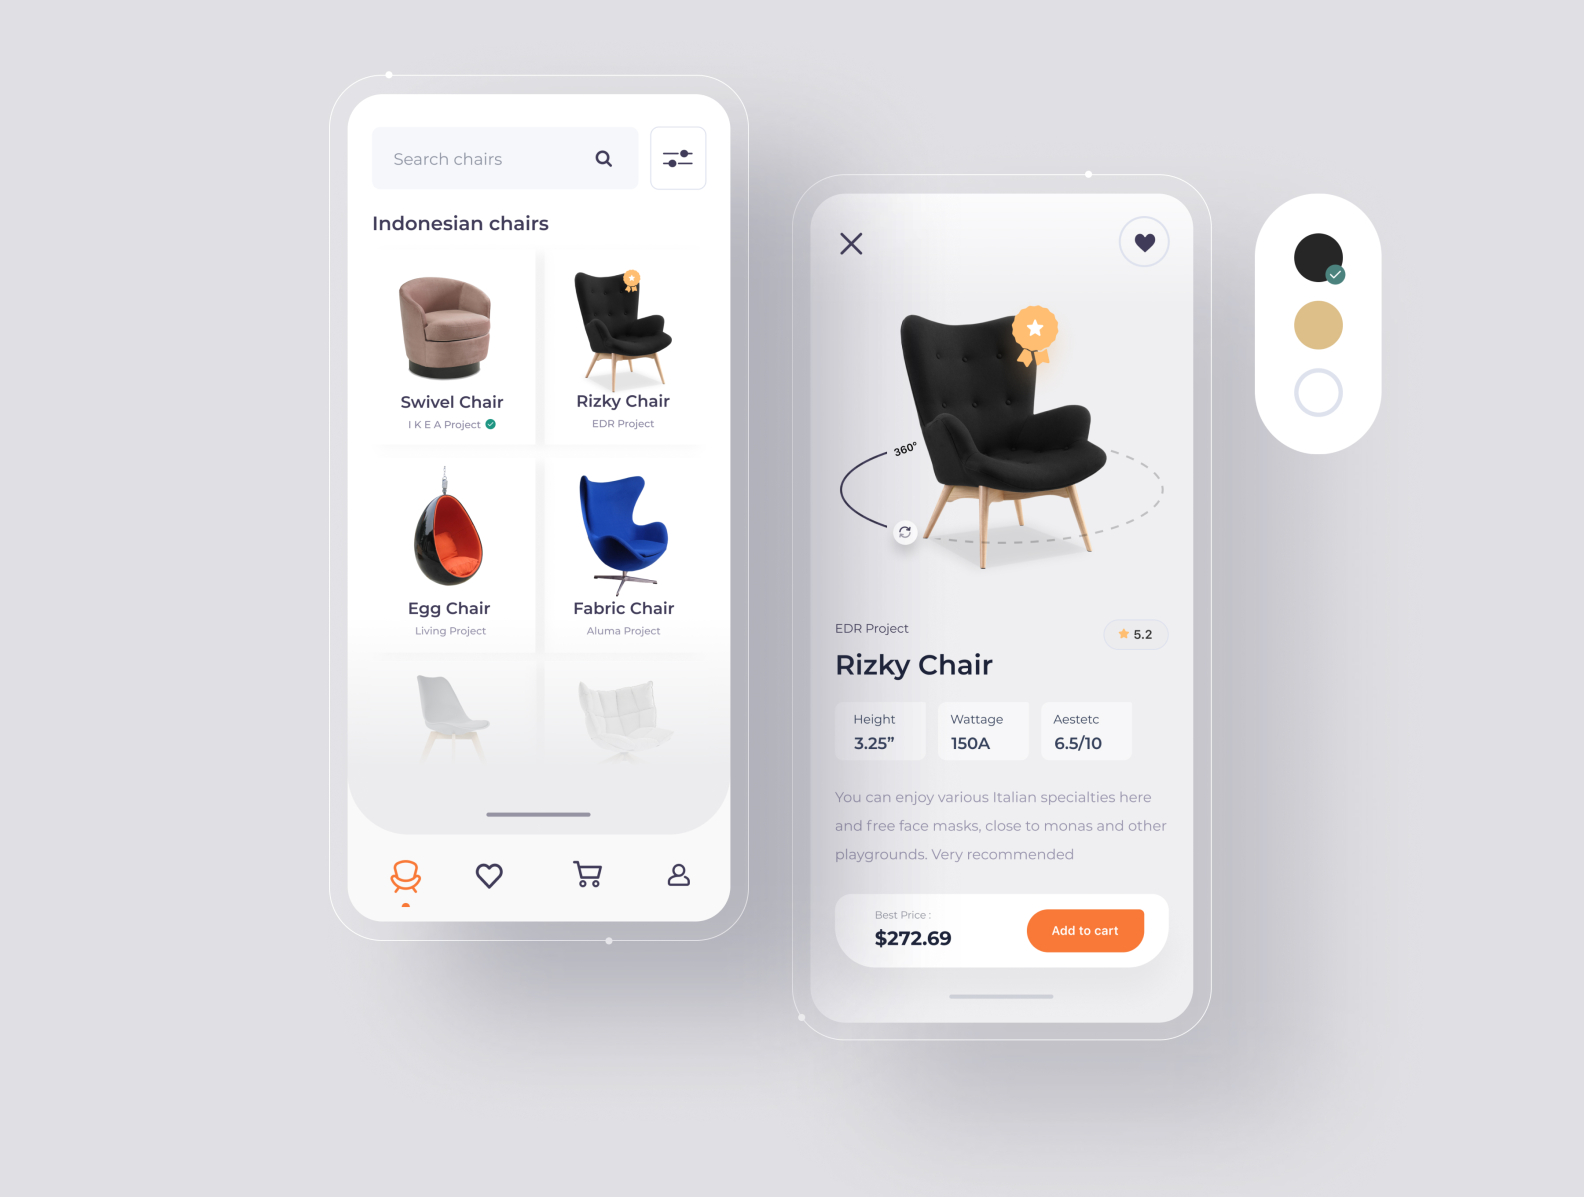 Search chairs
Indonesian chairs
Swivel Chair
I K E A Project
Rizky Chair
EDR Project
Egg Chair
Living Project
Fabric Chair
Aluma Project
360°
EDR Project
5.2
Rizky Chair
Height
3.25”
Wattage
150A
Aestetc
6.5/10
You can enjoy various Italian specialties here
and free face masks, close to monas and other
playgrounds. Very recommended
Best Price :
$272.69
Add to cart